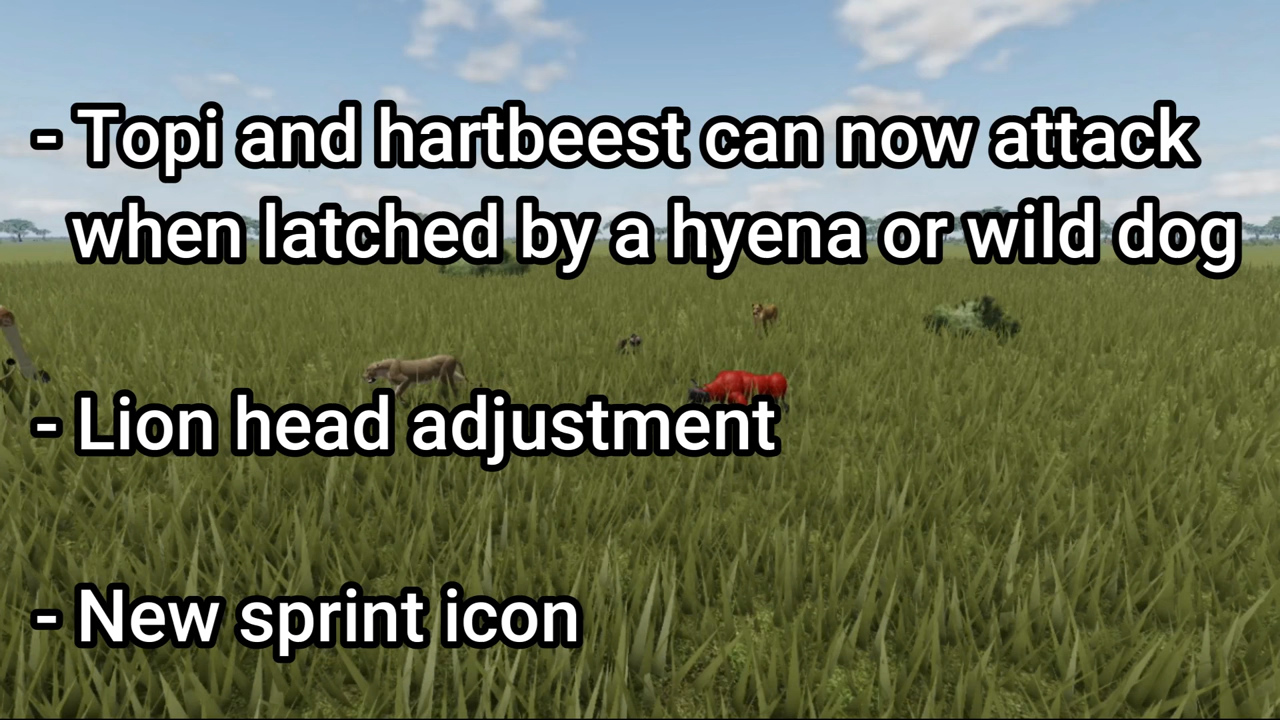 - Topi and hartbeest can now attack
when latched by a hyena or wild dog
- Lion head adjustment
- New sprint icon